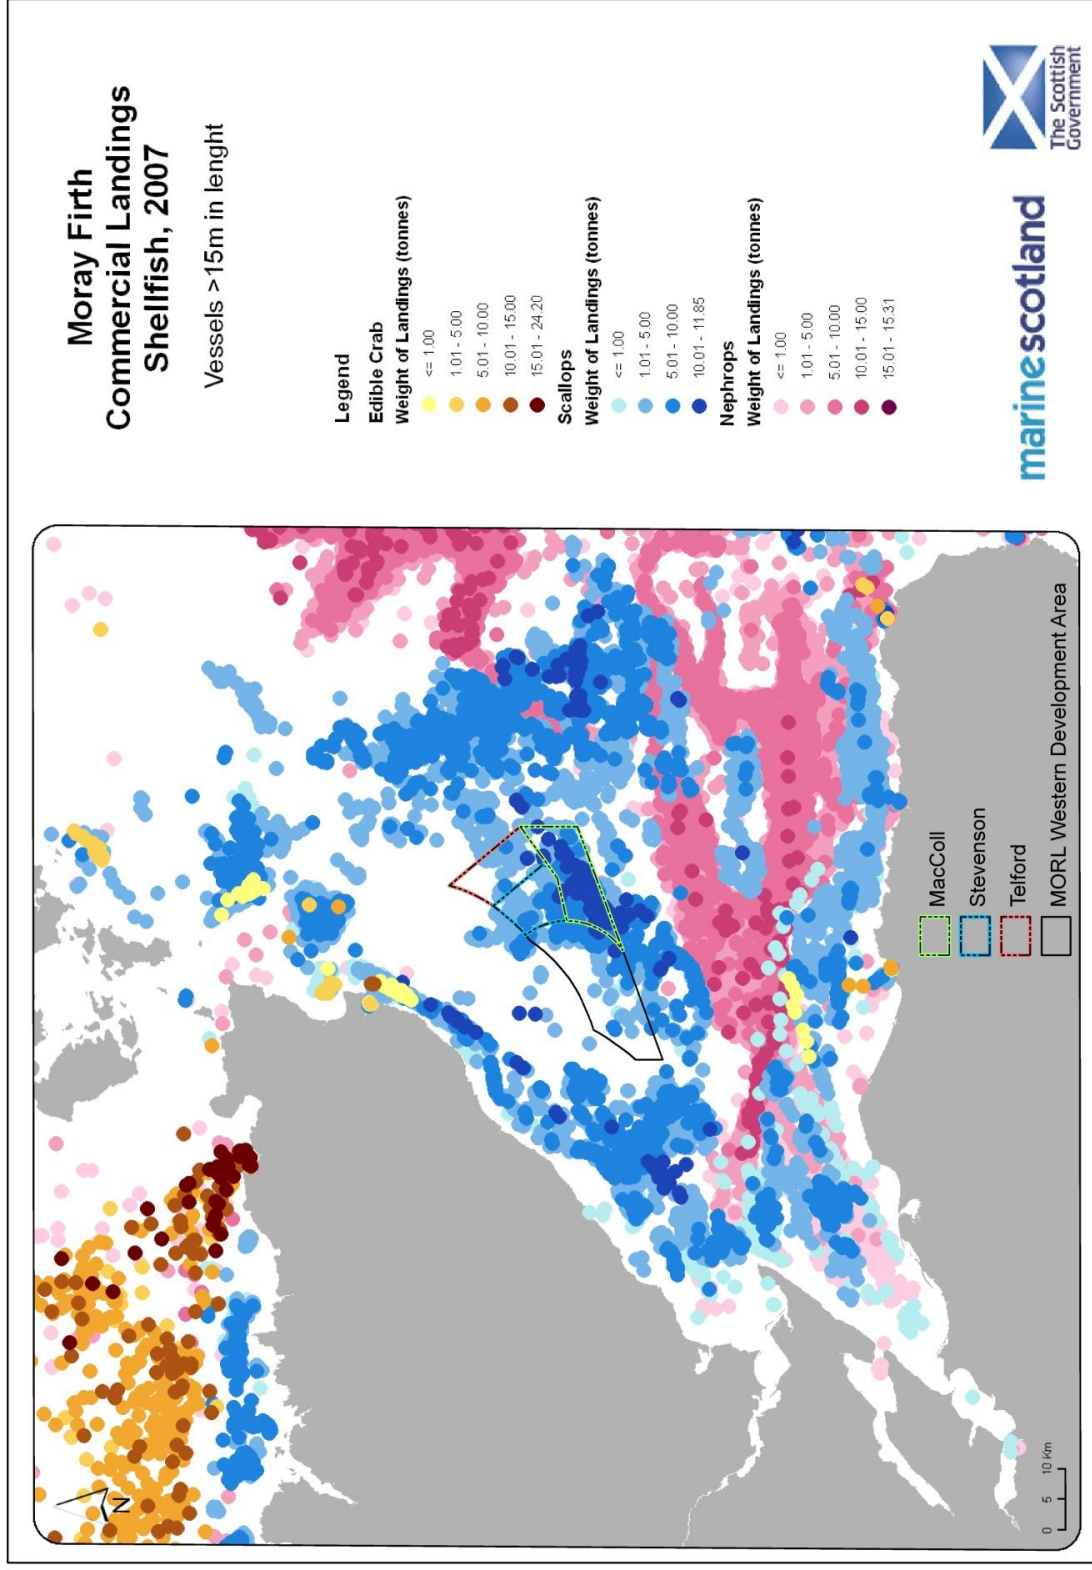 Moray Firth
Commercial Landings
Shellfish, 2007
Vessels >15m in lenght
Legend
Edible Crab
Weight of Landings (tonnes)
<= 1.00
1.01 - 5.00
5.01 - 10.00
10.01 - 15.00
15.01 - 24.20
Scallops
Weight of Landings (tonnes)
<= 1.00
1.01 - 5.00
5.01 - 10.00
10.01 - 11.85
Nephrops
Weight of Landings (tonnes)
<= 1.00
1.01 - 5.00
5.01 - 10.00
10.01 - 15.00
15.01 - 15.31
marinescotland
The Scottish
Government
N
0 5 10 Km
MacColl
Stevenson
Telford
MORL Western Development Area